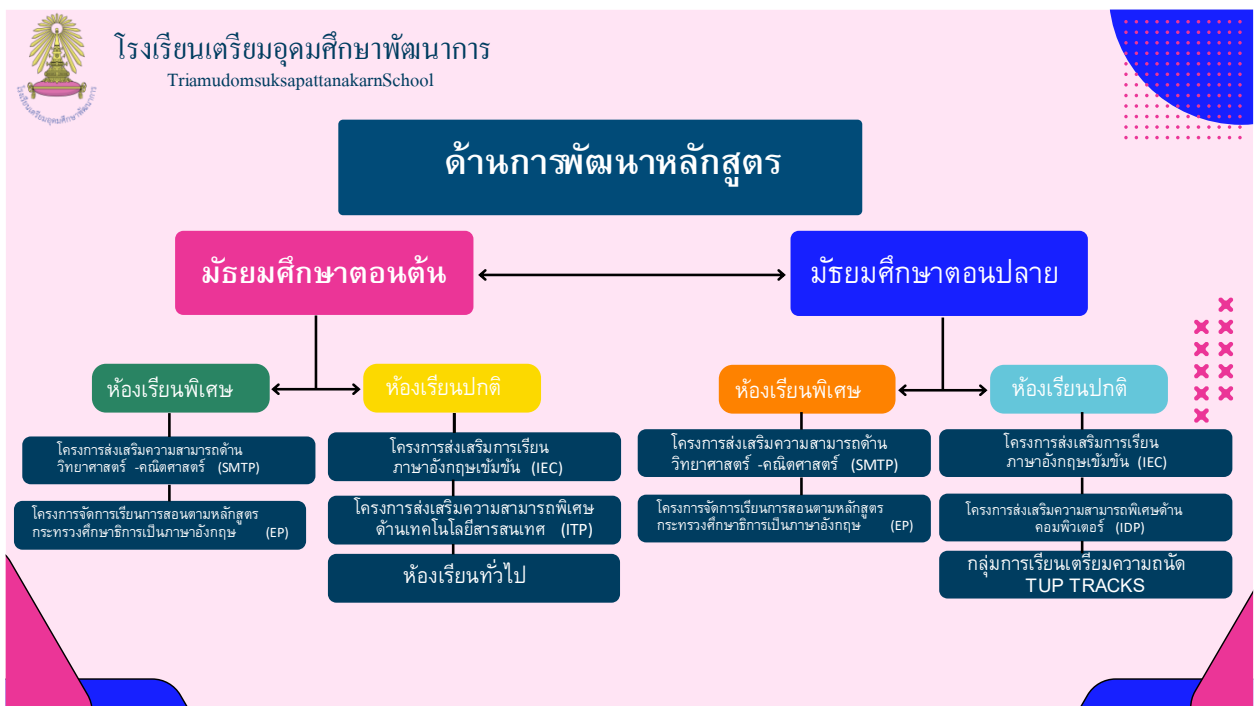 โรงเรียนเตรียมอุดมศึกษาพัฒนาการ
TriamudomsuksapattanakarnSchool
โรงเรียนเตรียมอุดมศึกษาพัฒนาการ
ด้านการพัฒนาหลักสูตร
มัธยมศึกษาตอนต้น
มัธยมศึกษาตอนปลาย
ห้องเรียนพิเศษ
ห้องเรียนปกติ
โครงการส่งเสริมความสามารถด้าน
วิทยาศาสตร์ -คณิตศาสตร์ (SMTP)
โครงการจัดการเรียนการสอนตามหลักสูตร
กระทรวงศึกษาธิการเป็นภาษาอังกฤษ (EP)
โครงการส่งเสริมการเรียน
ภาษาอังกฤษเข้มข้น (IEC)
โครงการส่งเสริมความสามารถพิเศษ
ด้านเทคโนโลยีสารสนเทศ (ITP)
ห้องเรียนทั่วไป
ห้องเรียนพิเศษ
ห้องเรียนปกติ
โครงการส่งเสริมความสามารถด้าน
วิทยาศาสตร์ -คณิตศาสตร์ (SMTP)
โครงการจัดการเรียนการสอนตามหลักสูตร
กระทรวงศึกษาธิการเป็นภาษาอังกฤษ (EP)
โครงการส่งเสริมการเรียน
ภาษาอังกฤษเข้มข้น (IEC)
โครงการส่งเสริมความสามารถพิเศษด้าน
คอมพิวเตอร์ (IDP)
กลุ่มการเรียนเตรียมความถนัด
TUP TRACKS